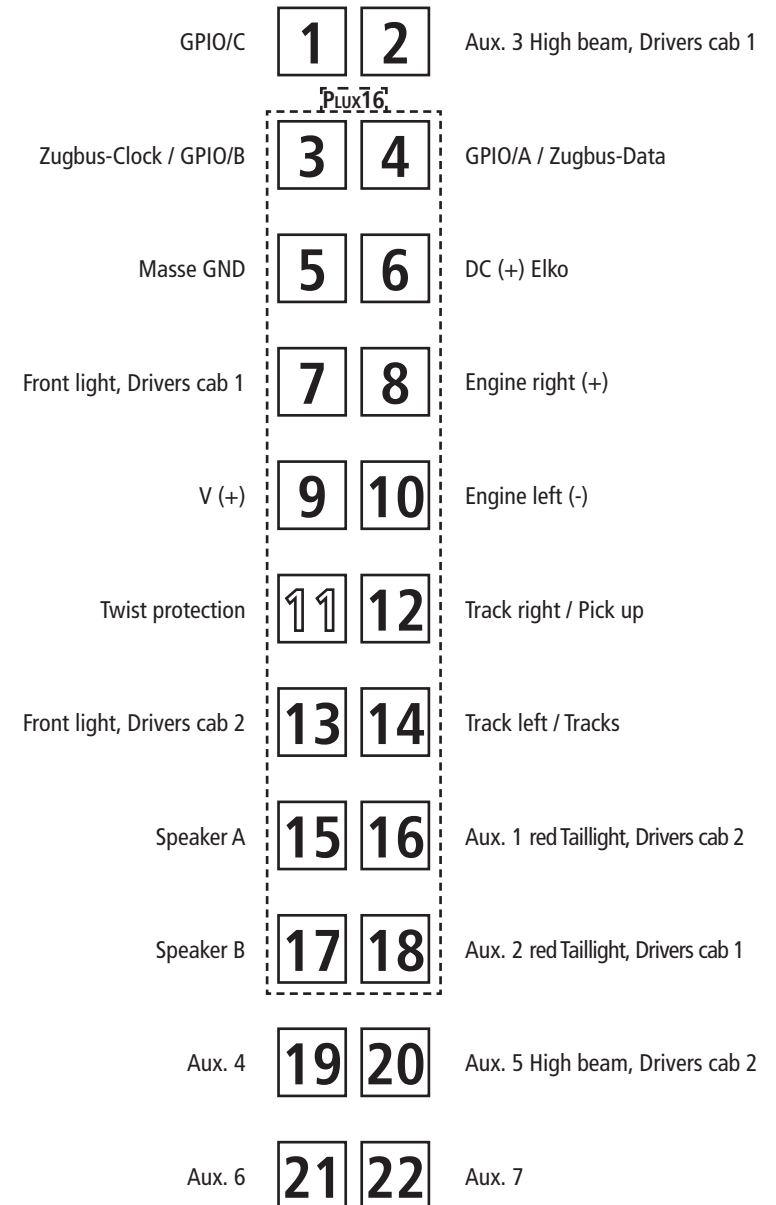 GPIO/C 1 2 Aux. 3 High beam, Drivers cab 1
PLUX16
Zugbus-Clock / GPIO/B 3 4 GPIO/A / Zugbus-Data
Masse GND 5 6 DC (+) Elko
Front light, Drivers cab 1 7 8 Engine right (+)
V (+) 9 10 Engine left (-)
Twist protection 11 12 Track right / Pick up
Front light, Drivers cab 2 13 14 Track left / Tracks
Speaker A 15 16 Aux. 1 red Taillight, Drivers cab 2
Speaker B 17 18 Aux. 2 red Taillight, Drivers cab 1
Aux. 4 19 20 Aux. 5 High beam, Drivers cab 2
Aux. 6 21 22 Aux. 7